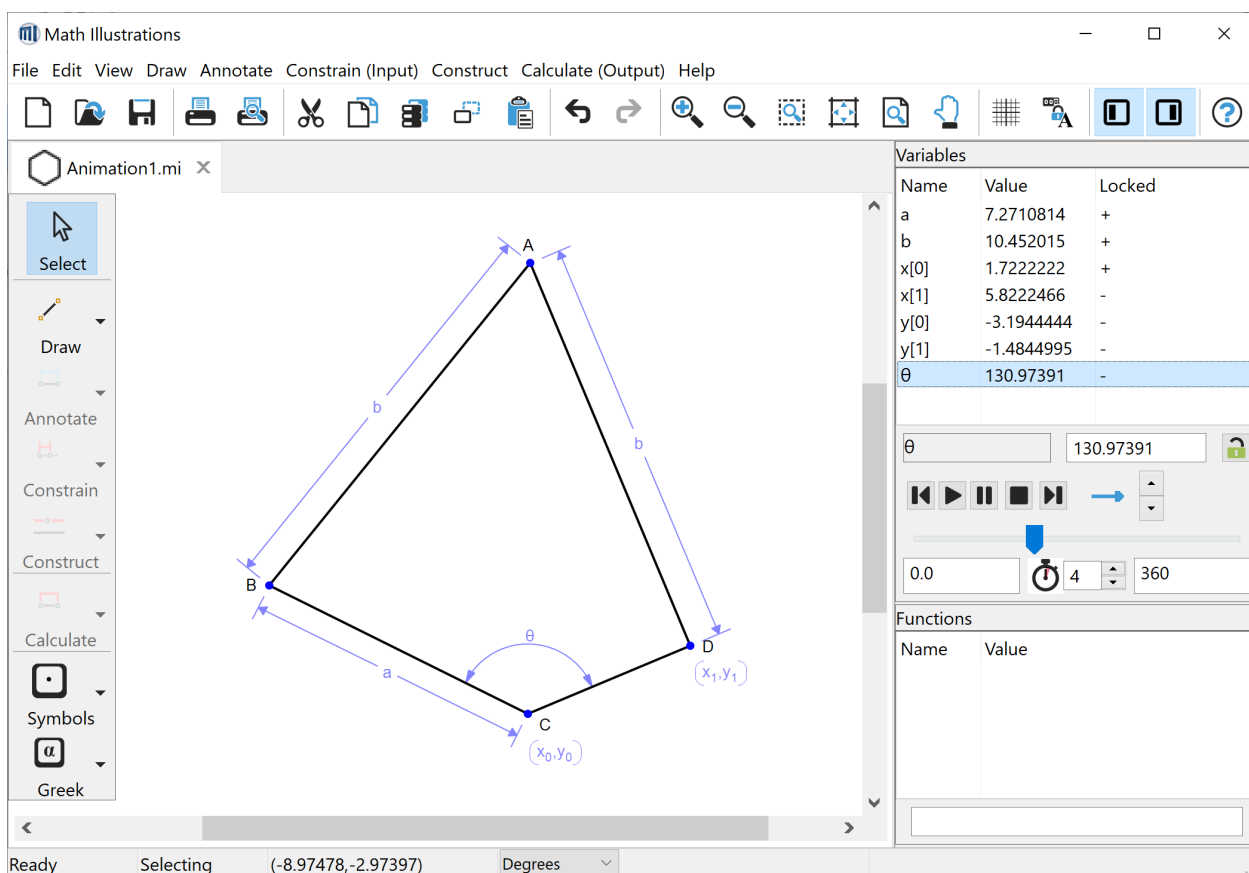 Math Illustrations
File Edit View Draw Annotate Constrain (Input) Construct Calculate (Output) Help
A
?
Animation1.mi
Select
Draw
Annotate
Constrain
Construct
Calculate
Symbols
α
Greek
A
b
b
B
θ
D
(x₁,y₁)
a
C
(x₀,y₀)
Variables
Name Value Locked
a 7.2710814 +
b 10.452015 +
x[0] 1.7222222 +
x[1] 5.8222466 -
y[0] -3.1944444 -
y[1] -1.4844995 -
θ 130.97391 -
θ 130.97391
0.0 4 360
Functions
Name Value
Ready Selecting (-8.97478,-2.97397) Degrees